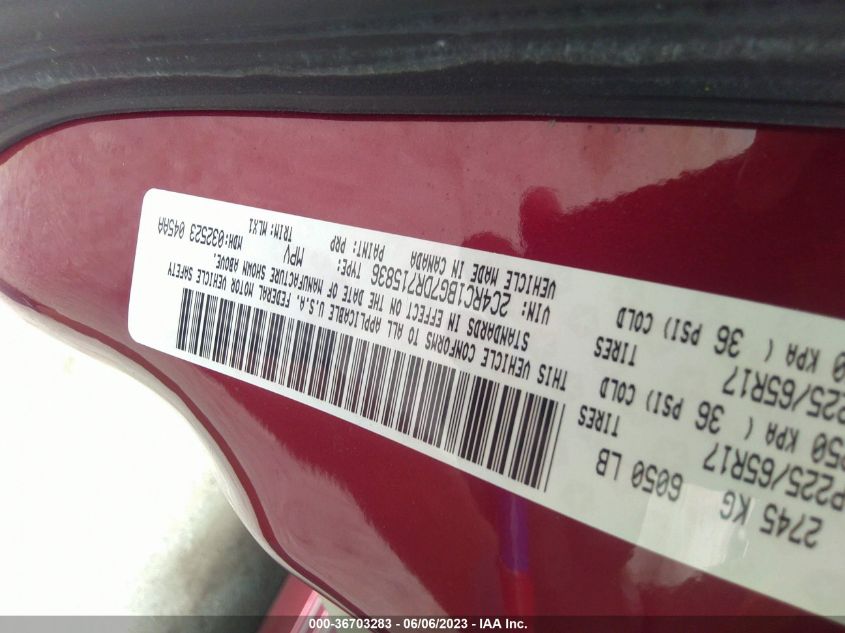 2745 KG
6050 LB
P225/65R17
TIRES
250 KPA ( 36 PSI) COLD
P225/65R17
TIRES
KPA ( 36 PSI) COLD
THIS VEHICLE CONFORMS TO ALL APPLICABLE U.S.A. FEDERAL MOTOR VEHICLE SAFETY
STANDARDS IN EFFECT ON THE DATE OF MANUFACTURE SHOWN ABOVE.
VIN: 2C4RC1BG7DR715836 TYPE: MPV MDH:032523 045AA
VEHICLE MADE IN CANADA PAINT: PRP TRIM:MLX1
000-36703283 - 06/06/2023 - IAA Inc.